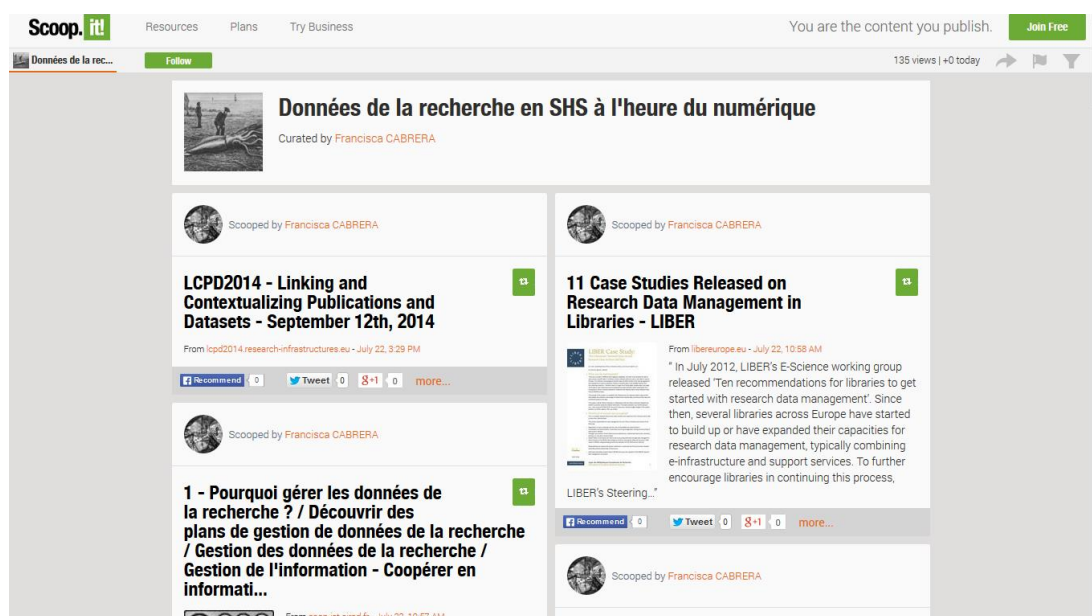 Scoop.it!
Resources Plans Try Business
You are the content you publish.
Join Free
Données de la rec...
Follow
135 views | +0 today
Données de la recherche en SHS à l'heure du numérique
Curated by Francisca CABRERA
Scooped by Francisca CABRERA
LCPD2014 - Linking and
Contextualizing Publications and
Datasets - September 12th, 2014
From lcpd2014.research-infrastructures.eu - July 22, 3:29 PM
Recommend 0 Tweet 0 +1 0 more...
Scooped by Francisca CABRERA
1 - Pourquoi gérer les données de
la recherche ? / Découvrir des
plans de gestion de données de la recherche
/ Gestion des données de la recherche /
Gestion de l'information - Coopérer en
informati...
Scooped by Francisca CABRERA
11 Case Studies Released on
Research Data Management in
Libraries - LIBER
LIBER Case Study
From libereurope.eu - July 22, 10:58 AM
" In July 2012, LIBER's E-Science working group
released 'Ten recommendations for libraries to get
started with research data management'. Since
then, several libraries across Europe have started
to build up or have expanded their capacities for
research data management, typically combining
e-infrastructure and support services. To further
encourage libraries in continuing this process,
LIBER's Steering..."
Recommend 0 Tweet 0 g+1 0 more...
Scooped by Francisca CABRERA